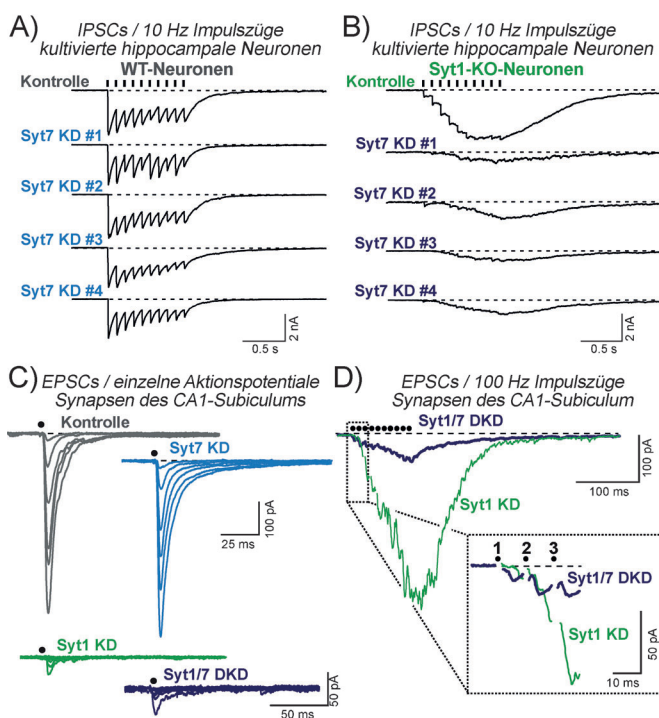 A)
IPSCs / 10 Hz Impulszüge
kultivierte hippocampale Neuronen
WT-Neuronen
Kontrolle
Syt7 KD #1
Syt7 KD #2
Syt7 KD #3
Syt7 KD #4
0.5 s
2 nA
B)
IPSCs / 10 Hz Impulszüge
kultivierte hippocampale Neuronen
Syt1-KO-Neuronen
Kontrolle
Syt7 KD #1
Syt7 KD #2
Syt7 KD #3
Syt7 KD #4
0.5 s
2 nA
C)
EPSCs / einzelne Aktionspotentiale
Synapsen des CA1-Subiculums
Kontrolle
Syt7 KD
25 ms
100 pA
Syt1 KD
Syt1/7 DKD
50 ms
50 pA
D)
EPSCs / 100 Hz Impulszüge
Synapsen des CA1-Subiculum
Syt1/7 DKD
Syt1 KD
100 ms
100 pA
1 2 3
Syt1/7 DKD
Syt1 KD
10 ms
50 pA